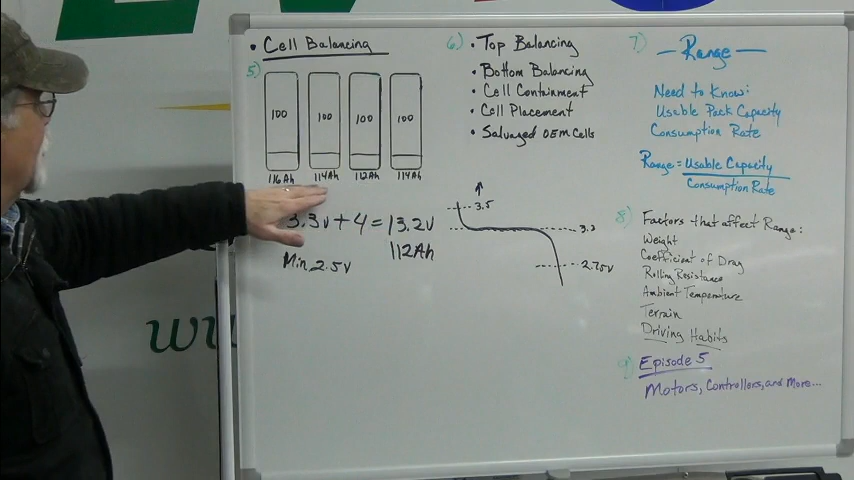 • Cell Balancing
5)
100 100 100 100
116Ah 114Ah 112Ah 114Ah
3.3v + 4 = 13.2v
112Ah
Min. 2.5v
6) • Top Balancing
• Bottom Balancing
• Cell Containment
• Cell Placement
• Salvaged OEM Cells
3.5
2.75v
7) — Range —
Need to Know:
Usable Pack Capacity
Consumption Rate
Range = Usable Capacity
Consumption Rate
8) Factors that affect Range:
Weight
Coefficient of Drag
Rolling Resistance
Ambient Temperature
Terrain
Driving Habits
9) Episode 5
Motors, Controllers, and More...